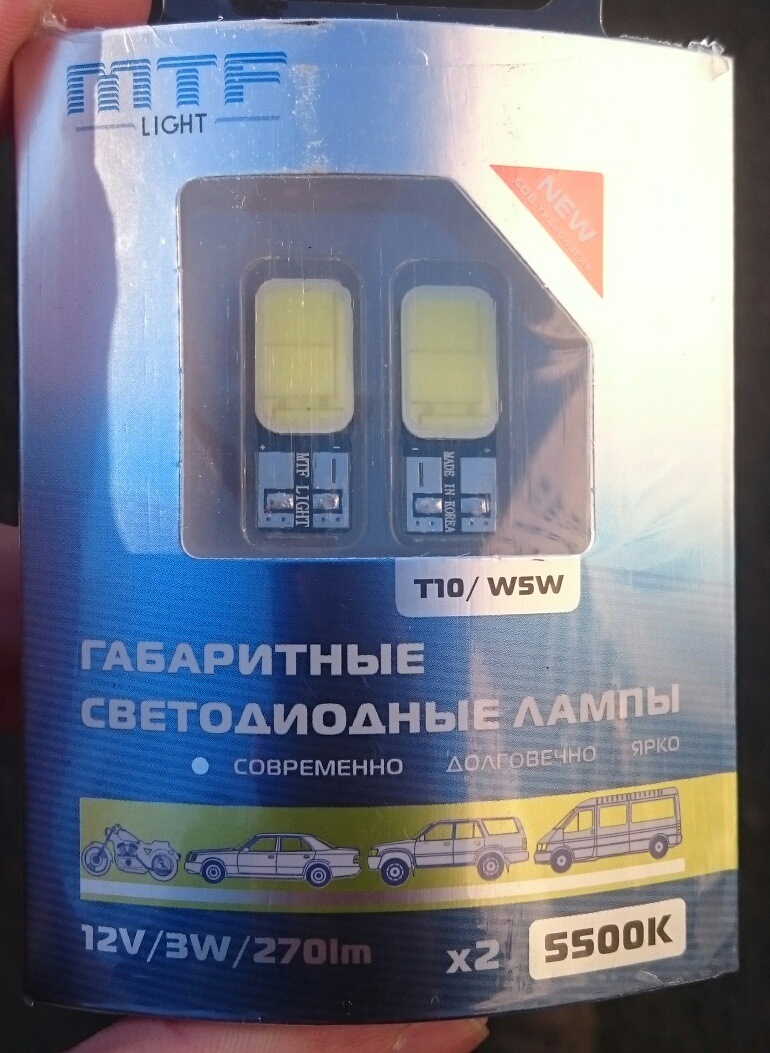 MTF
LIGHT
NEW
+ -
- +
MTF LIGHT
MADE IN KOREA
T10/ W5W
ГАБАРИТНЫЕ
СВЕТОДИОДНЫЕ ЛАМПЫ
СОВРЕМЕННО ДОЛГОВЕЧНО ЯРКО
12V/3W/270lm x2 5500K